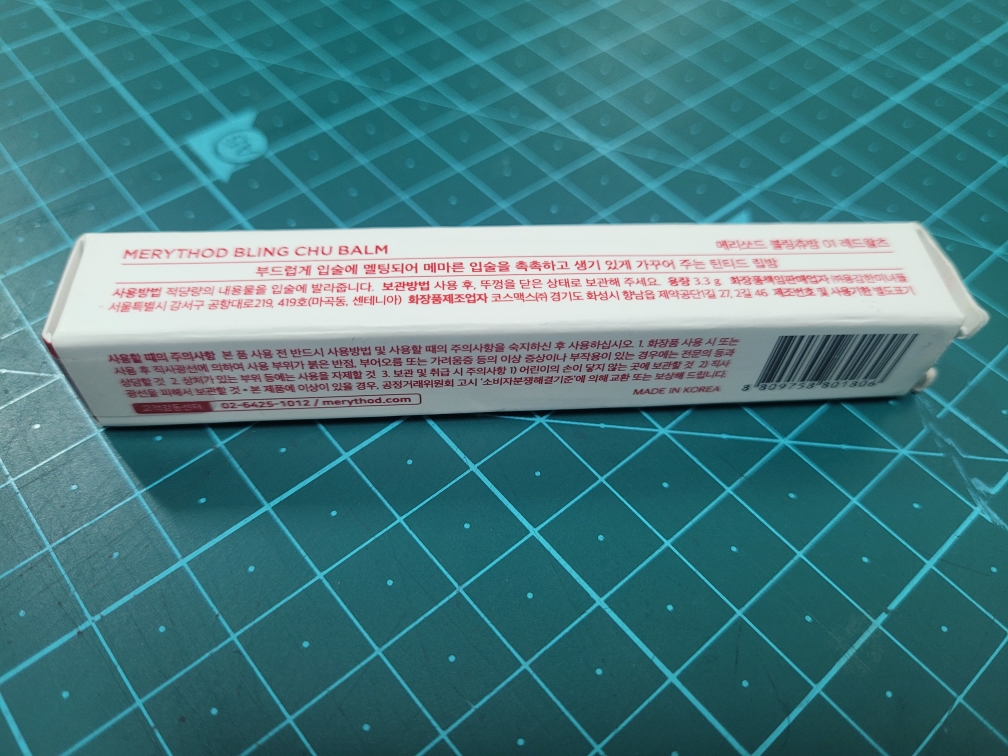 MERYTHOD BLING CHU BALM
메리쏘드 블링츄밤 01 레드왈츠
부드럽게 입술에 멜팅되어 메마른 입술을 촉촉하고 생기 있게 가꾸어 주는 틴티드 립밤
사용방법 적당량의 내용물을 입술에 발라줍니다. 보관방법 사용 후, 뚜껑을 닫은 상태로 보관해 주세요. 용량 3.3 g 화장품책임판매업자
서울특별시 강서구 공항대로219, 419호(마곡동, 센테니아) 화장품제조업자 코스맥스㈜ 경기도 화성시 향남읍 제약공단1길 27, 2길 46 제조번호 및 사용기한 별도표기
사용할 때의 주의사항 본 품 사용 전 반드시 사용방법 및 사용할 때의 주의사항을 숙지하신 후 사용하십시오. 1. 화장품 사용 시 또는
사용 후 직사광선에 의하여 사용 부위가 붉은 반점, 부어오름 또는 가려움증 등의 이상 증상이나 부작용이 있는 경우에는 전문의 등과
상담할 것 2. 상처가 있는 부위 등에는 사용을 자제할 것 3. 보관 및 취급 시 주의사항 1) 어린이의 손이 닿지 않는 곳에 보관할 것 2) 직사
광선을 피해서 보관할 것 • 본 제품에 이상이 있을 경우, 공정거래위원회 고시 '소비자분쟁해결기준'에 의해 교환 또는 보상해 드립니다.
고객감동센터 02-6425-1012 / merythod.com
MADE IN KOREA
8 809758 801806